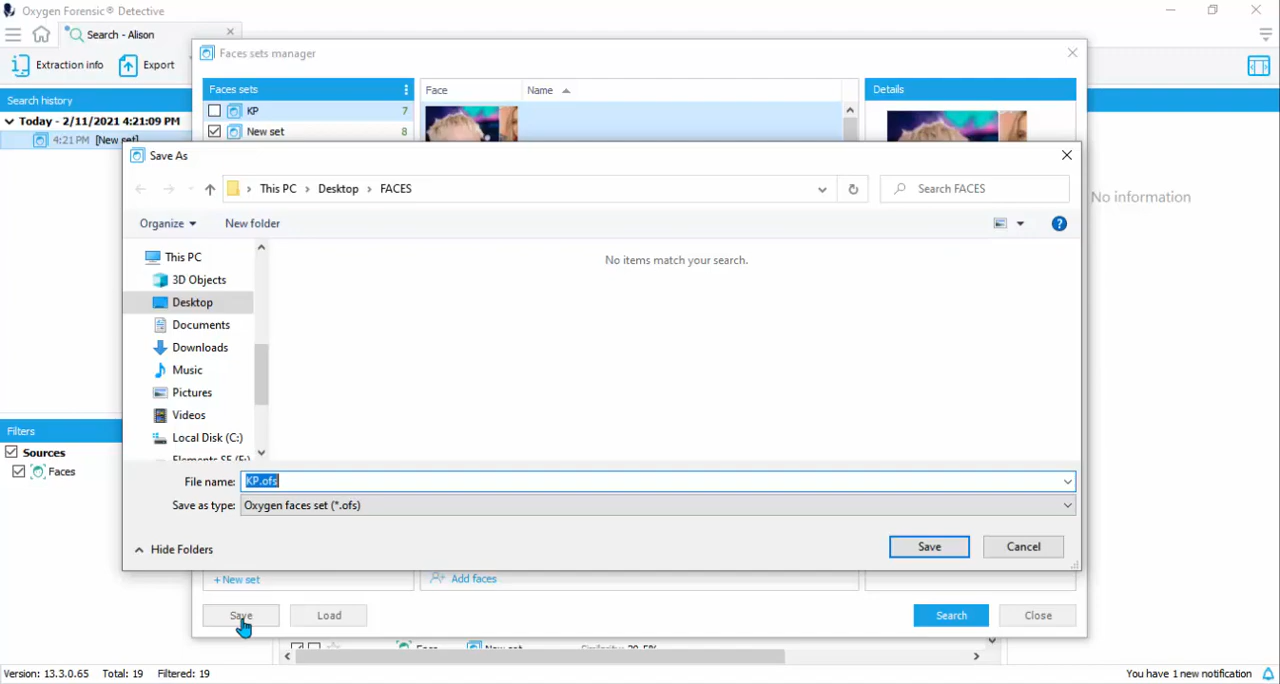 Oxygen Forensic® Detective
Search - Alison
Extraction info
Export
Search history
Today - 2/11/2021 4:21:09 PM
4:21 PM [New set]
Faces sets manager
Faces sets
KP 7
New set 8
Face Name
Details
Save As
This PC > Desktop > FACES
Search FACES
Organize
New folder
This PC
3D Objects
Desktop
Documents
Downloads
Music
Pictures
Videos
Local Disk (C:)
No items match your search.
File name: KP.ofs
Save as type: Oxygen faces set (*.ofs)
Hide Folders
Save Cancel
No information
Filters
Sources
Faces
+ New set
Add faces
Save Load Search Close
Version: 13.3.0.65 Total: 19 Filtered: 19
You have 1 new notification